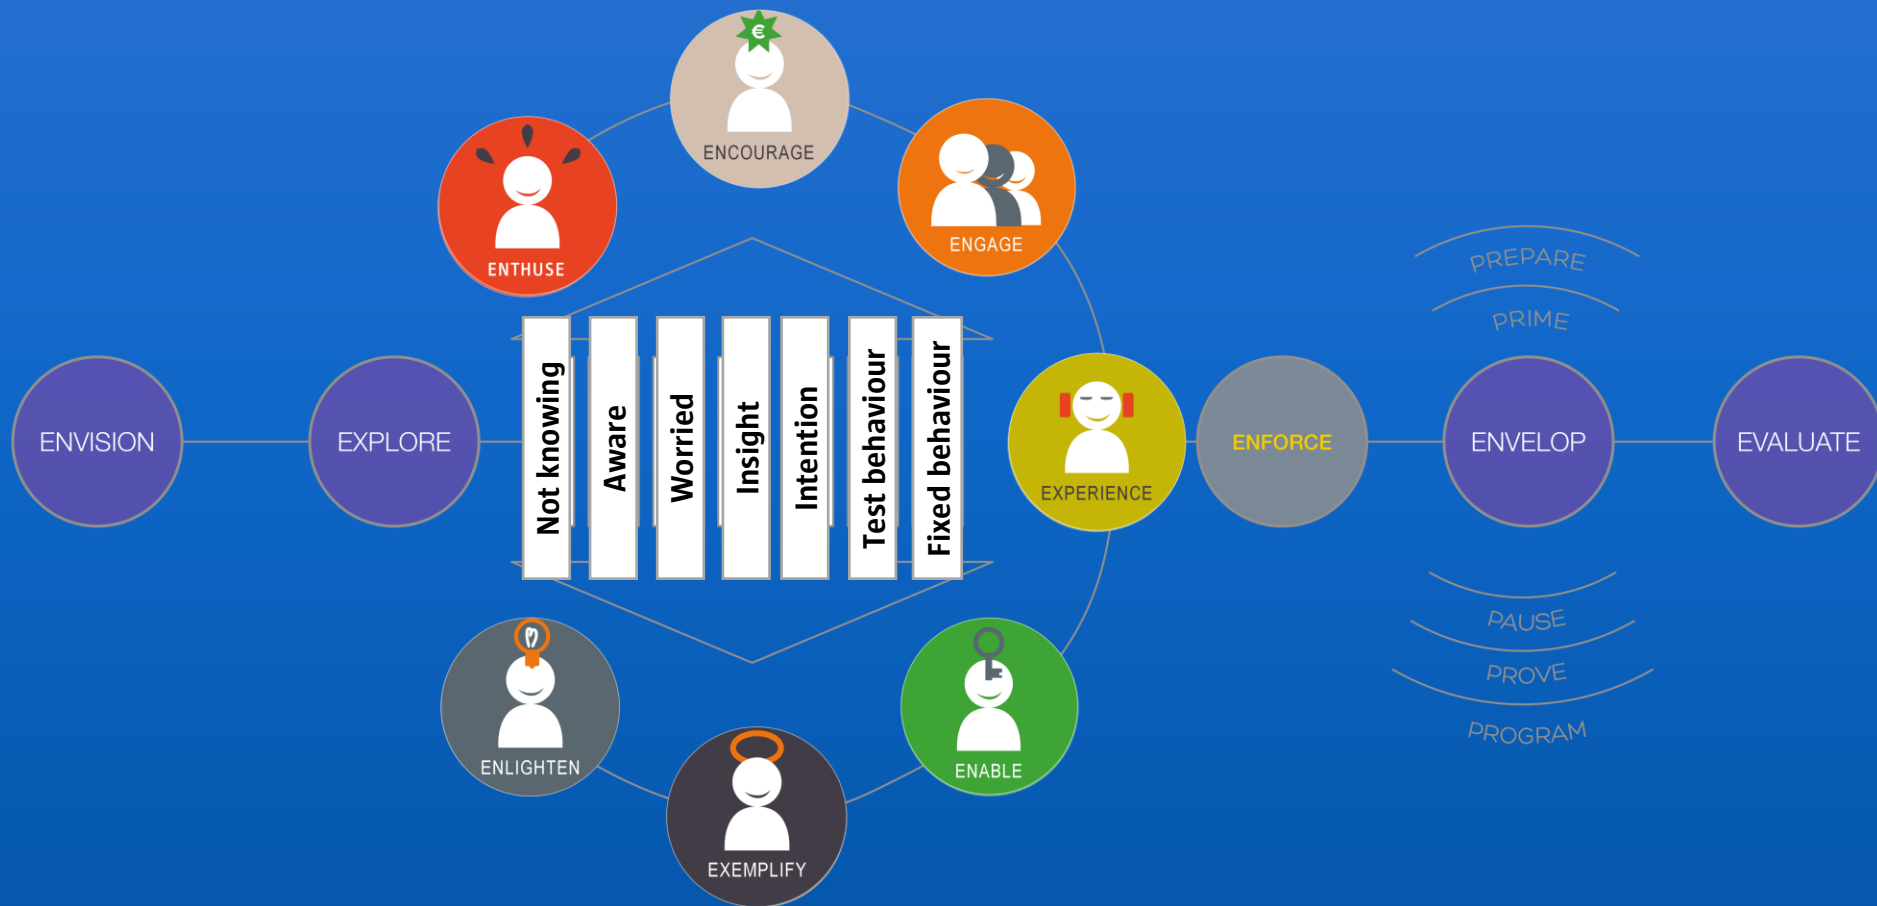 €
ENCOURAGE
ENTHUSE
ENGAGE
PREPARE
PRIME
ENVISION
EXPLORE
Not knowing
Aware
Worried
Insight
Intention
Test behaviour
Fixed behaviour
EXPERIENCE
ENFORCE
ENVELOP
EVALUATE
PAUSE
PROVE
PROGRAM
ENLIGHTEN
EXEMPLIFY
ENABLE